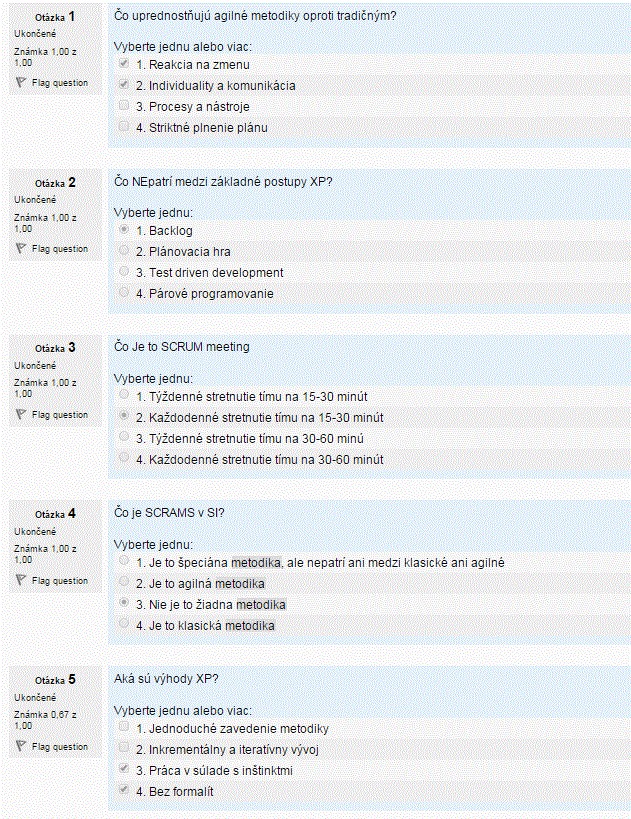 Otázka 1
Ukončené
Známka 1,00 z
1,00
Flag question
Čo uprednostňujú agilné metodiky oproti tradičným?
Vyberte jednu alebo viac:
1. Reakcia na zmenu
2. Individuality a komunikácia
3. Procesy a nástroje
4. Striktné plnenie plánu
Otázka 2
Ukončené
Známka 1,00 z
1,00
Flag question
Čo NEpatrí medzi základné postupy XP?
Vyberte jednu:
1. Backlog
2. Plánovacia hra
3. Test driven development
4. Párové programovanie
Otázka 3
Ukončené
Známka 1,00 z
1,00
Flag question
Čo Je to SCRUM meeting
Vyberte jednu:
1. Týždenné stretnutie tímu na 15-30 minút
2. Každodenné stretnutie tímu na 15-30 minút
3. Týždenné stretnutie tímu na 30-60 minú
4. Každodenné stretnutie tímu na 30-60 minút
Otázka 4
Ukončené
Známka 1,00 z
1,00
Flag question
Čo je SCRAMS v SI?
Vyberte jednu:
1. Je to špeciána metodika, ale nepatrí ani medzi klasické ani agilné
2. Je to agilná metodika
3. Nie je to žiadna metodika
4. Je to klasická metodika
Otázka 5
Ukončené
Známka 0,67 z
1,00
Flag question
Aká sú výhody XP?
Vyberte jednu alebo viac:
1. Jednoduché zavedenie metodiky
2. Inkrementálny a iteratívny vývoj
3. Práca v súlade s inštinktmi
4. Bez formalít